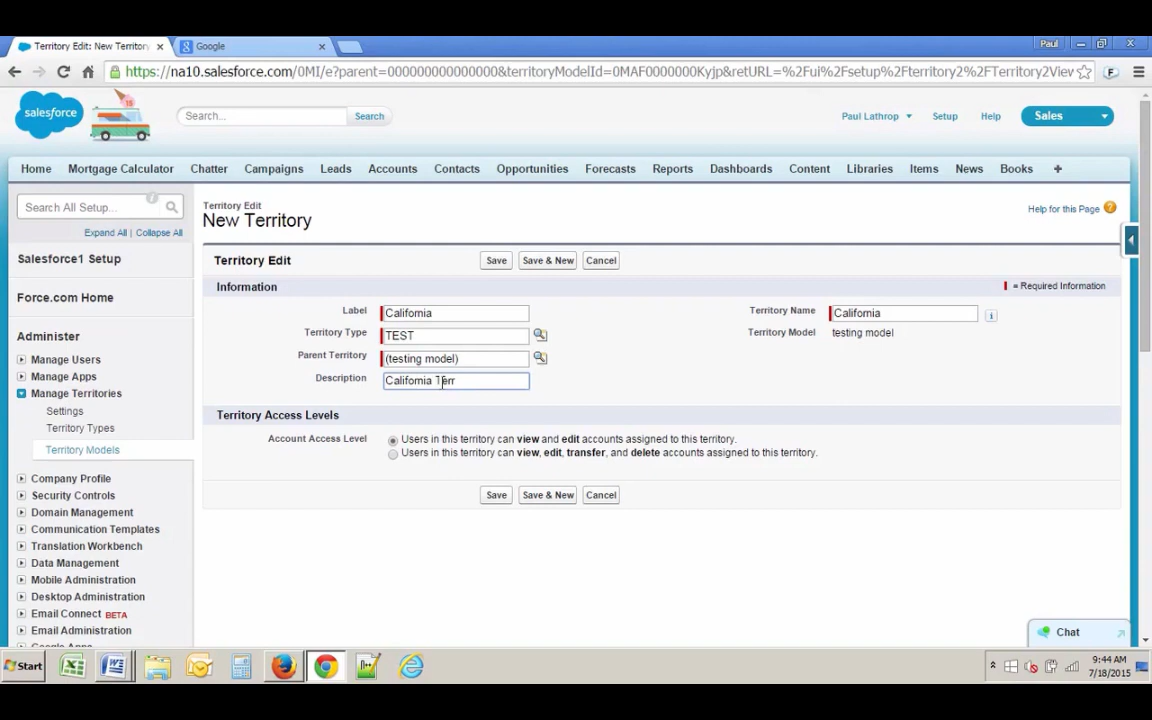 Territory Edit: New Territory
Google
Paul
https://na10.salesforce.com/0MI/e?parent=000000000000000&territoryModelId=0MAF0000000Kyjp&retURL=%2Fui%2Fsetup%2Fterritory2%2FTerritory2View
salesforce
Search...
Search
Paul Lathrop
Setup
Help
Sales
Home
Mortgage Calculator
Chatter
Campaigns
Leads
Accounts
Contacts
Opportunities
Forecasts
Reports
Dashboards
Content
Libraries
Items
News
Books
Search All Setup...
Expand All | Collapse All
Salesforce1 Setup
Force.com Home
Administer
Manage Users
Manage Apps
Manage Territories
Settings
Territory Types
Territory Models
Company Profile
Security Controls
Domain Management
Communication Templates
Translation Workbench
Data Management
Mobile Administration
Desktop Administration
Email Connect BETA
Email Administration
Google Apps
Territory Edit
New Territory
Help for this Page
Territory Edit
Save
Save & New
Cancel
Information
= Required Information
Label California
Territory Name California
Territory Type TEST
Territory Model testing model
Parent Territory (testing model)
Description California Terr
Territory Access Levels
Account Access Level Users in this territory can view and edit accounts assigned to this territory.
Users in this territory can view, edit, transfer, and delete accounts assigned to this territory.
Save
Save & New
Cancel
Chat
Start
9:44 AM
7/18/2015